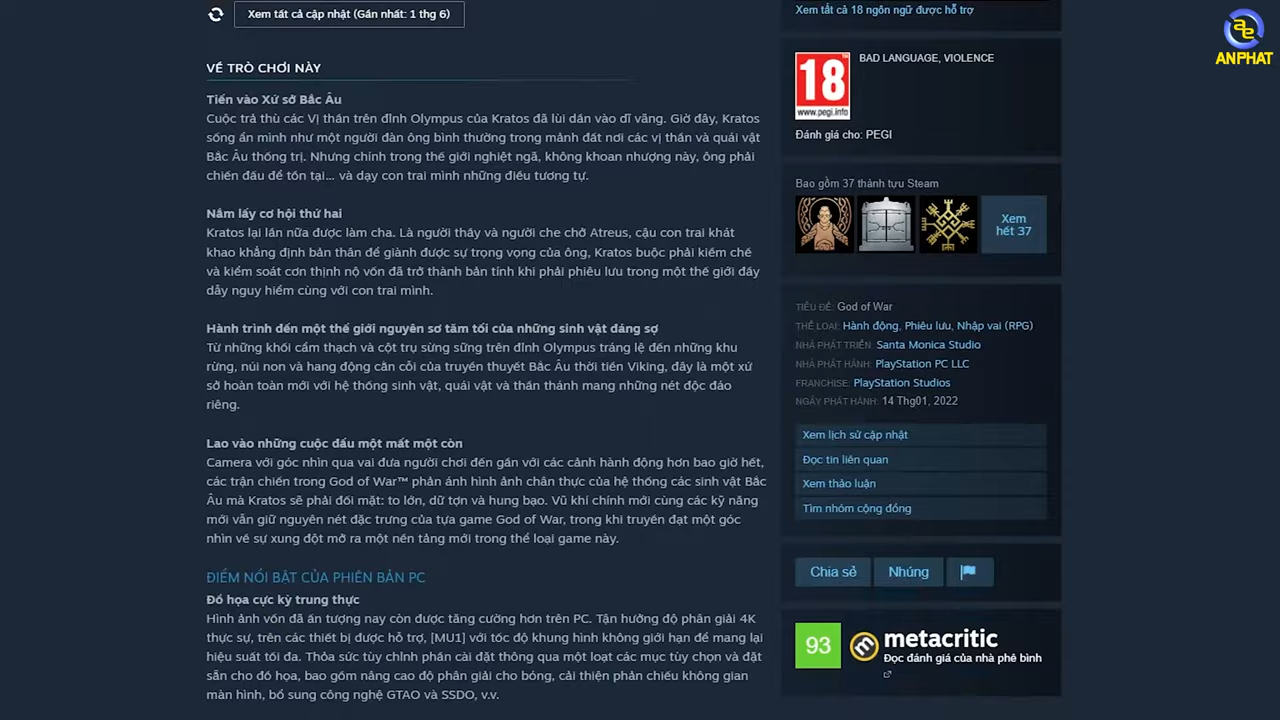 Xem tất cả cập nhật (Gần nhất: 1 thg 6)
VỀ TRÒ CHƠI NÀY
Tiến vào Xứ sở Bắc Âu
Cuộc trả thù các Vị thần trên đỉnh Olympus của Kratos đã lùi dần vào dĩ vãng. Giờ đây, Kratos
sống ẩn mình như một người đàn ông bình thường trong mảnh đất nơi các vị thần và quái vật
Bắc Âu thống trị. Nhưng chính trong thế giới nghiệt ngã, không khoan nhượng này, ông phải
chiến đấu để tồn tại... và dạy con trai mình những điều tương tự.
Nắm lấy cơ hội thứ hai
Kratos lại lần nữa được làm cha. Là người thầy và người che chở Atreus, cậu con trai khát
khao khẳng định bản thân để giành được sự trọng vọng của ông, Kratos buộc phải kiềm chế
và kiểm soát cơn thịnh nộ vốn đã trở thành bản tính khi phải phiêu lưu trong một thế giới đầy
dẫy nguy hiểm cùng với con trai mình.
Hành trình đến một thế giới nguyên sơ tăm tối của những sinh vật đáng sợ
Từ những khối cẩm thạch và cột trụ sừng sững trên đỉnh Olympus tráng lệ đến những khu
rừng, núi non và hang động cằn cỗi của truyền thuyết Bắc Âu thời tiền Viking, đây là một xứ
sở hoàn toàn mới với hệ thống sinh vật, quái vật và thần thánh mang những nét độc đáo
riêng.
Lao vào những cuộc đấu một mất một còn
Camera với góc nhìn qua vai đưa người chơi đến gần với các cảnh hành động hơn bao giờ hết,
các trận chiến trong God of War™ phản ánh hình ảnh chân thực của hệ thống các sinh vật Bắc
Âu mà Kratos sẽ phải đối mặt: to lớn, dữ tợn và hung bạo. Vũ khí chính mới cùng các kỹ năng
mới vẫn giữ nguyên nét đặc trưng của tựa game God of War, trong khi truyền đạt một góc
nhìn về sự xung đột mở ra một nền tảng mới trong thể loại game này.
ĐIỂM NỔI BẬT CỦA PHIÊN BẢN PC
Đồ họa cực kỳ trung thực
Hình ảnh vốn đã ấn tượng nay còn được tăng cường hơn trên PC. Tận hưởng độ phân giải 4K
thực sự, trên các thiết bị được hỗ trợ, [MU1] với tốc độ khung hình không giới hạn để mang lại
hiệu suất tối đa. Thỏa sức tùy chỉnh phần cài đặt thông qua một loạt các mục tùy chọn và đặt
sẵn cho đồ họa, bao gồm nâng cao độ phân giải cho bóng, cải thiện phản chiếu không gian
màn hình, bổ sung công nghệ GTAO và SSDO, v.v.
Xem tất cả 18 ngôn ngữ được hỗ trợ
18
www.pegi.info
BAD LANGUAGE, VIOLENCE
Đánh giá cho: PEGI
Bao gồm 37 thành tựu Steam
Xem
hết 37
TIÊU ĐỀ: God of War
THỂ LOẠI: Hành động, Phiêu lưu, Nhập vai (RPG)
NHÀ PHÁT TRIỂN: Santa Monica Studio
NHÀ PHÁT HÀNH: PlayStation PC LLC
FRANCHISE: PlayStation Studios
NGÀY PHÁT HÀNH: 14 Thg01, 2022
Xem lịch sử cập nhật
Đọc tin liên quan
Xem thảo luận
Tìm nhóm cộng đồng
Chia sẻ
Nhúng
93
metacritic
Đọc đánh giá của nhà phê bình
ANPHAT